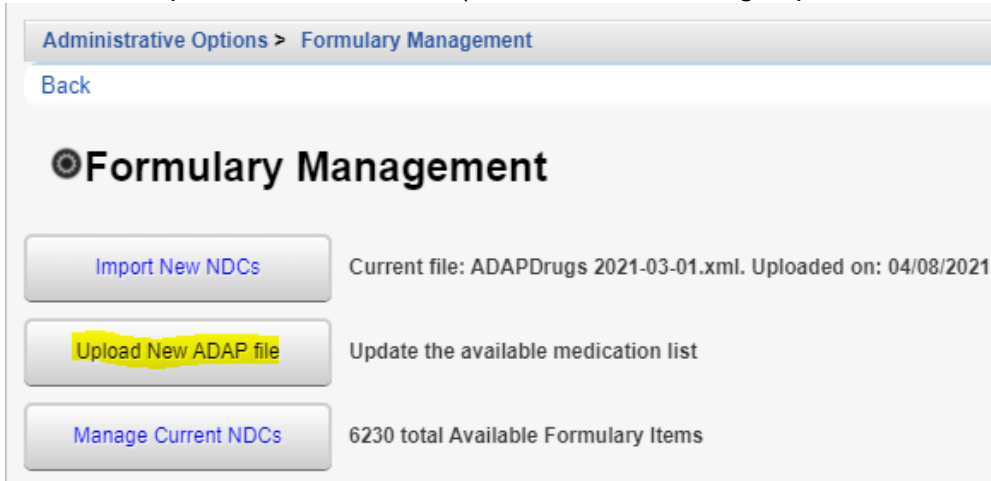 Administrative Options > Formulary Management
Back
Formulary Management
Import New NDCs Current file: ADAPDrugs 2021-03-01.xml. Uploaded on: 04/08/2021
Upload New ADAP file Update the available medication list
Manage Current NDCs 6230 total Available Formulary Items